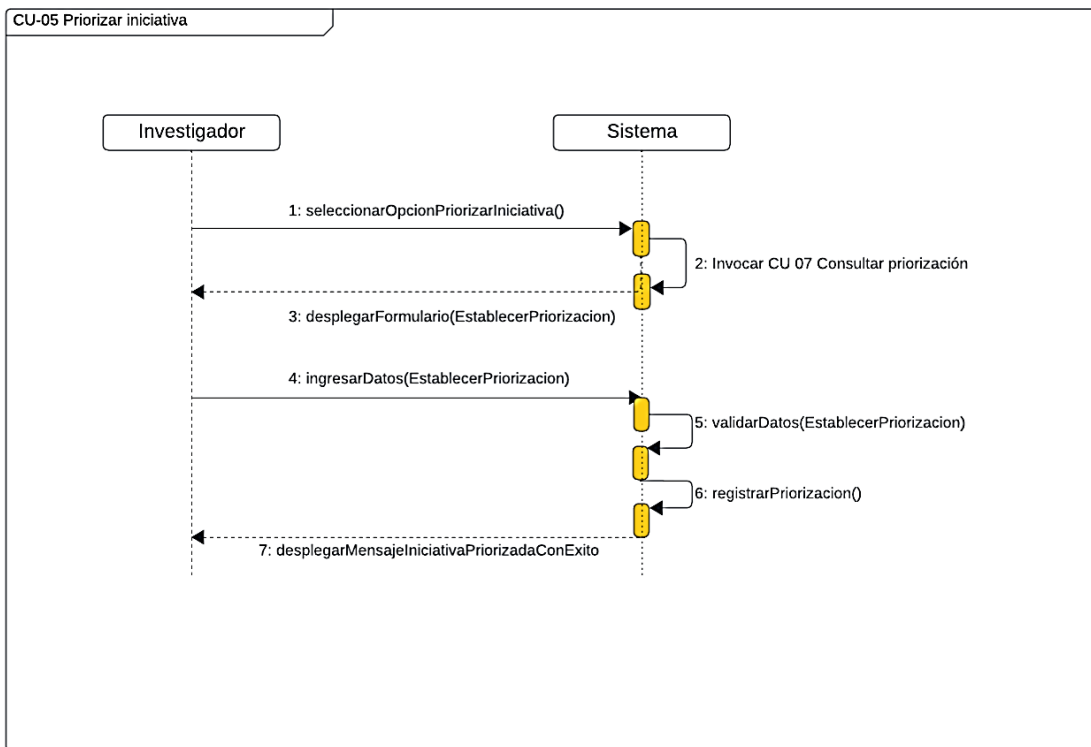 CU-05 Priorizar iniciativa
Investigador
Sistema
1: seleccionarOpcionPriorizarIniciativa()
2: Invocar CU 07 Consultar priorización
3: desplegarFormulario(EstablecerPriorizacion)
4: ingresarDatos(EstablecerPriorizacion)
5: validarDatos(EstablecerPriorizacion)
6: registrarPriorizacion()
7: desplegarMensajeIniciativaPriorizadaConExito